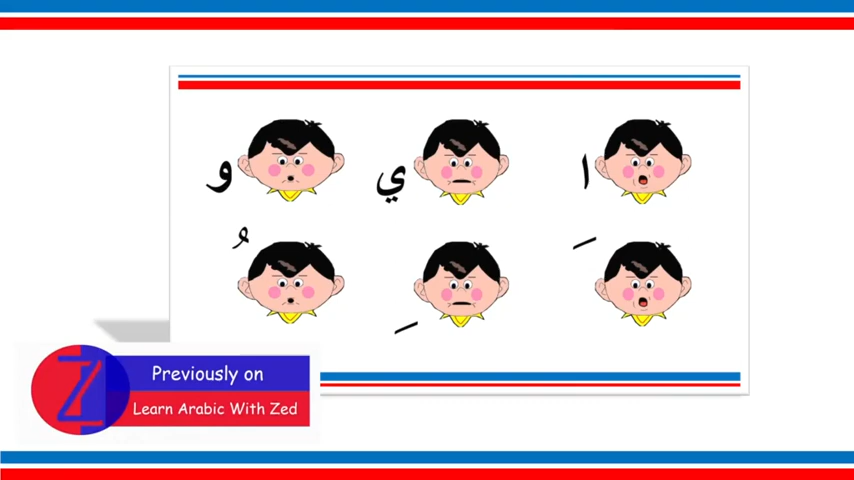 ا ي و
َ ِ ُ
Previously on
Learn Arabic With Zed
Z